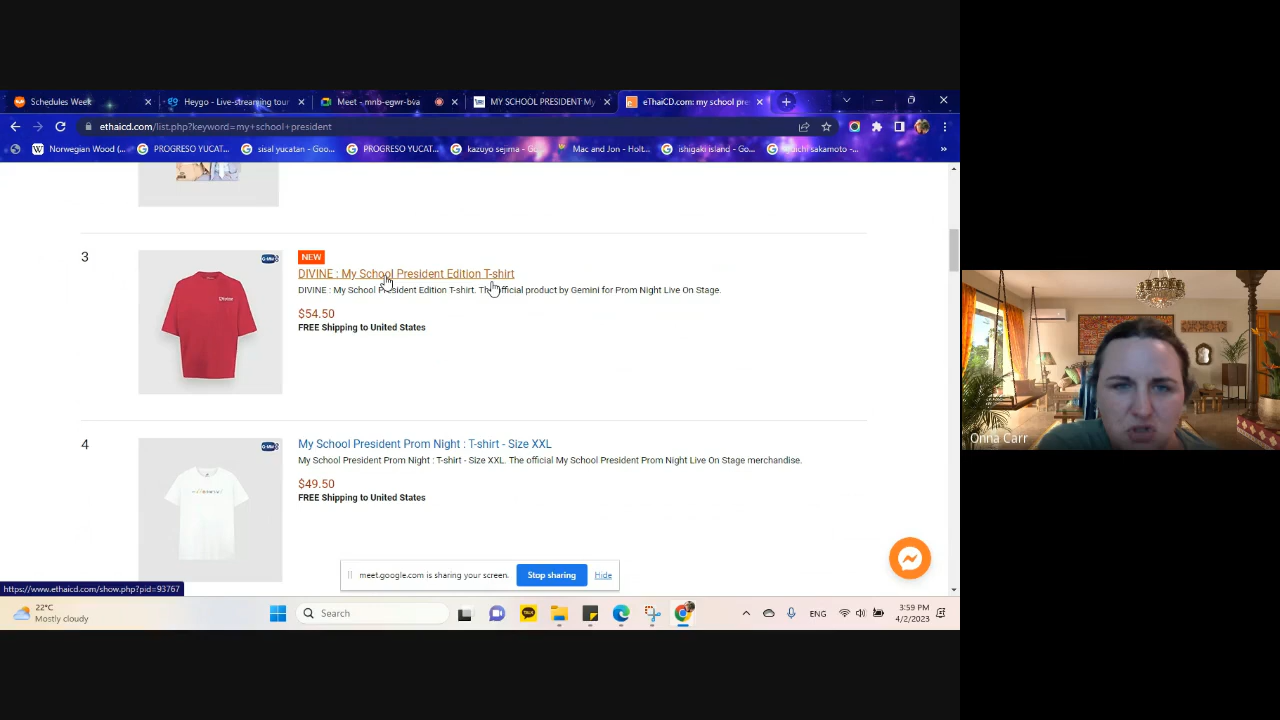 Schedules Week
Heygo - Live-streaming tour
Meet - mnb-egwr-bva
MY SCHOOL PRESIDENT My
eThaiCD.com: my school pre
ethaicd.com/list.php?keyword=my+school+president
Norwegian Wood (...
PROGRESO YUCAT...
sisal yucatan - Goo...
PROGRESO YUCAT...
kazuyo sejima - Goo...
Mac and Jon - Holt...
ishigaki island - Go...
3
NEW
DIVINE : My School President Edition T-shirt
DIVINE : My School President Edition T-shirt. The official product by Gemini for Prom Night Live On Stage.
$54.50
FREE Shipping to United States
Divine
Onna Carr
4
My School President Prom Night : T-shirt - Size XXL
My School President Prom Night : T-shirt - Size XXL. The official My School President Prom Night Live On Stage merchandise.
$49.50
FREE Shipping to United States
meet.google.com is sharing your screen.
Stop sharing
Hide
https://www.ethaicd.com/show.php?pid=93767
22°C
Mostly cloudy
Search
TALK
ENG
3:59 PM
4/2/2023